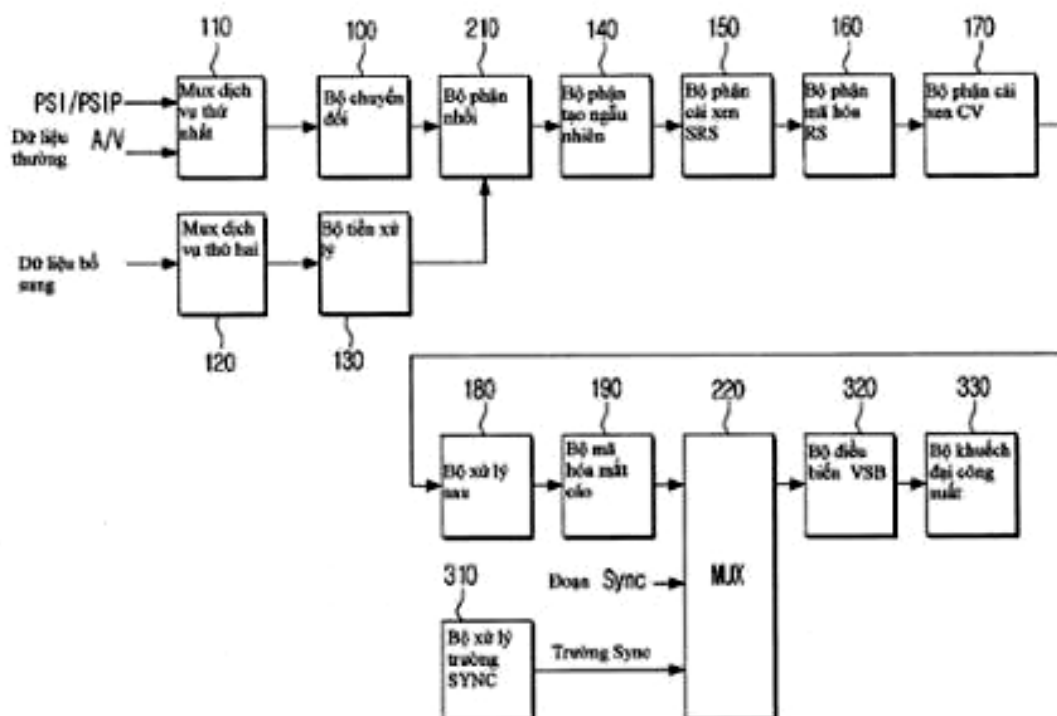 110
100
210
140
150
160
170
PSI/PSIP
Dữ liệu A/V
thường
Mux dịch
vụ thứ
nhất
Bộ chuyển
đổi
Bộ phận
nhồi
Bộ phận
tạo ngẫu
nhiên
Bộ phận
cài xen
SRS
Bộ phận
mã hóa
RS
Bộ phận cài
xen CV
Dữ liệu bổ
sung
Mux dịch
vụ thứ hai
Bộ tiền xử
lý
120
130
180
190
220
320
330
Bộ xử lý
sau
Bộ mã
hóa mắt
cáo
MUX
Bộ điều
biến VSB
Bộ khuếch
đại công
suất
Đoạn Sync
310
Bộ xử lý
trường
SYNC
Trường Sync